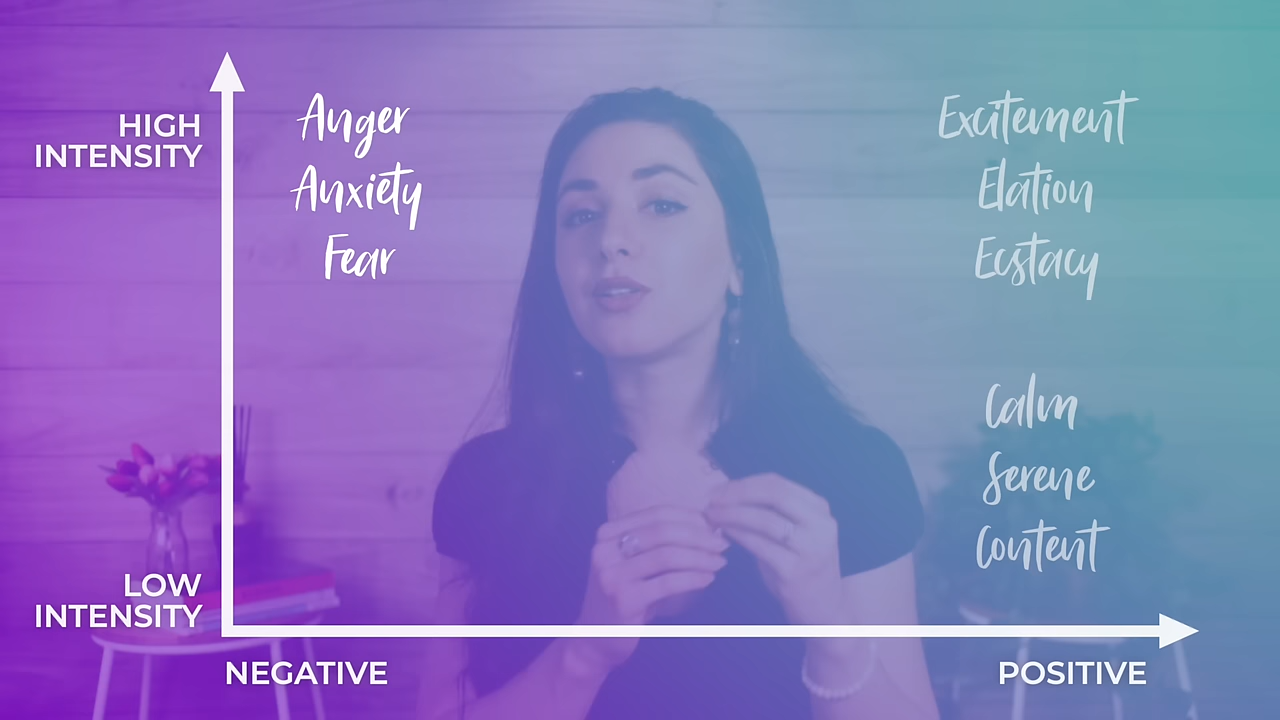 HIGH
INTENSITY
Anger
Anxiety
Fear
Excitement
Elation
Ecstacy
Calm
Serene
Content
LOW
INTENSITY
NEGATIVE
POSITIVE